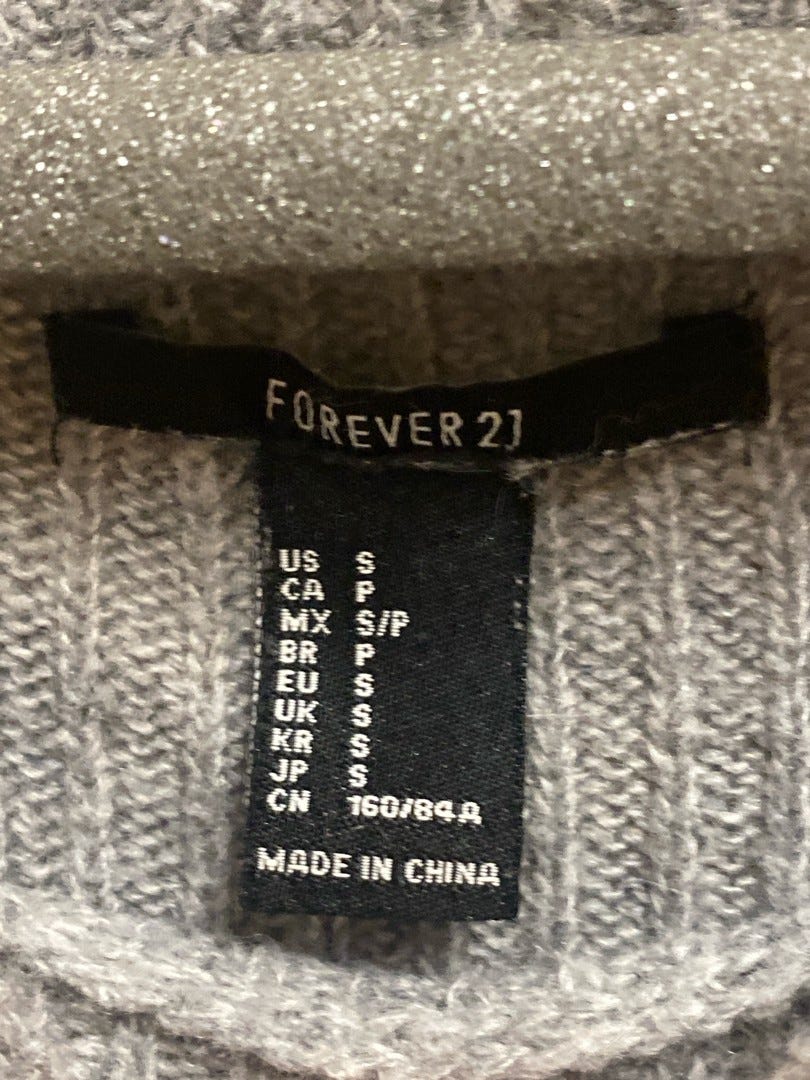 FOREVER 21
US S
CA P
MX S/P
BR P
EU S
UK S
KR S
JP S
CN 160/84A
MADE IN CHINA